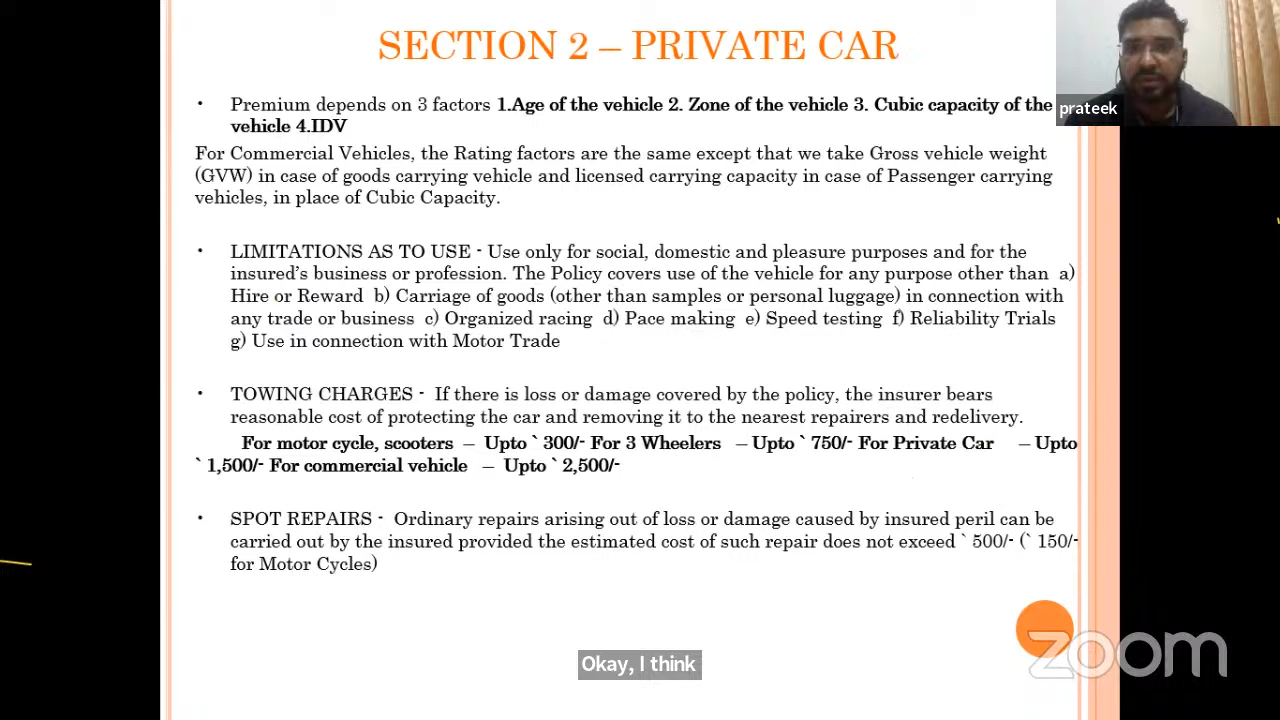 SECTION 2 – PRIVATE CAR
prateek
• Premium depends on 3 factors 1.Age of the vehicle 2. Zone of the vehicle 3. Cubic capacity of the
vehicle 4.IDV
For Commercial Vehicles, the Rating factors are the same except that we take Gross vehicle weight
(GVW) in case of goods carrying vehicle and licensed carrying capacity in case of Passenger carrying
vehicles, in place of Cubic Capacity.
• LIMITATIONS AS TO USE - Use only for social, domestic and pleasure purposes and for the
insured's business or profession. The Policy covers use of the vehicle for any purpose other than a)
Hire or Reward b) Carriage of goods (other than samples or personal luggage) in connection with
any trade or business c) Organized racing d) Pace making e) Speed testing f) Reliability Trials
g) Use in connection with Motor Trade
• TOWING CHARGES - If there is loss or damage covered by the policy, the insurer bears
reasonable cost of protecting the car and removing it to the nearest repairers and redelivery.
For motor cycle, scooters – Upto ` 300/- For 3 Wheelers – Upto ` 750/- For Private Car – Upto
` 1,500/- For commercial vehicle – Upto ` 2,500/-
• SPOT REPAIRS - Ordinary repairs arising out of loss or damage caused by insured peril can be
carried out by the insured provided the estimated cost of such repair does not exceed ` 500/- (` 150/-
for Motor Cycles)
zoom
Okay, I think